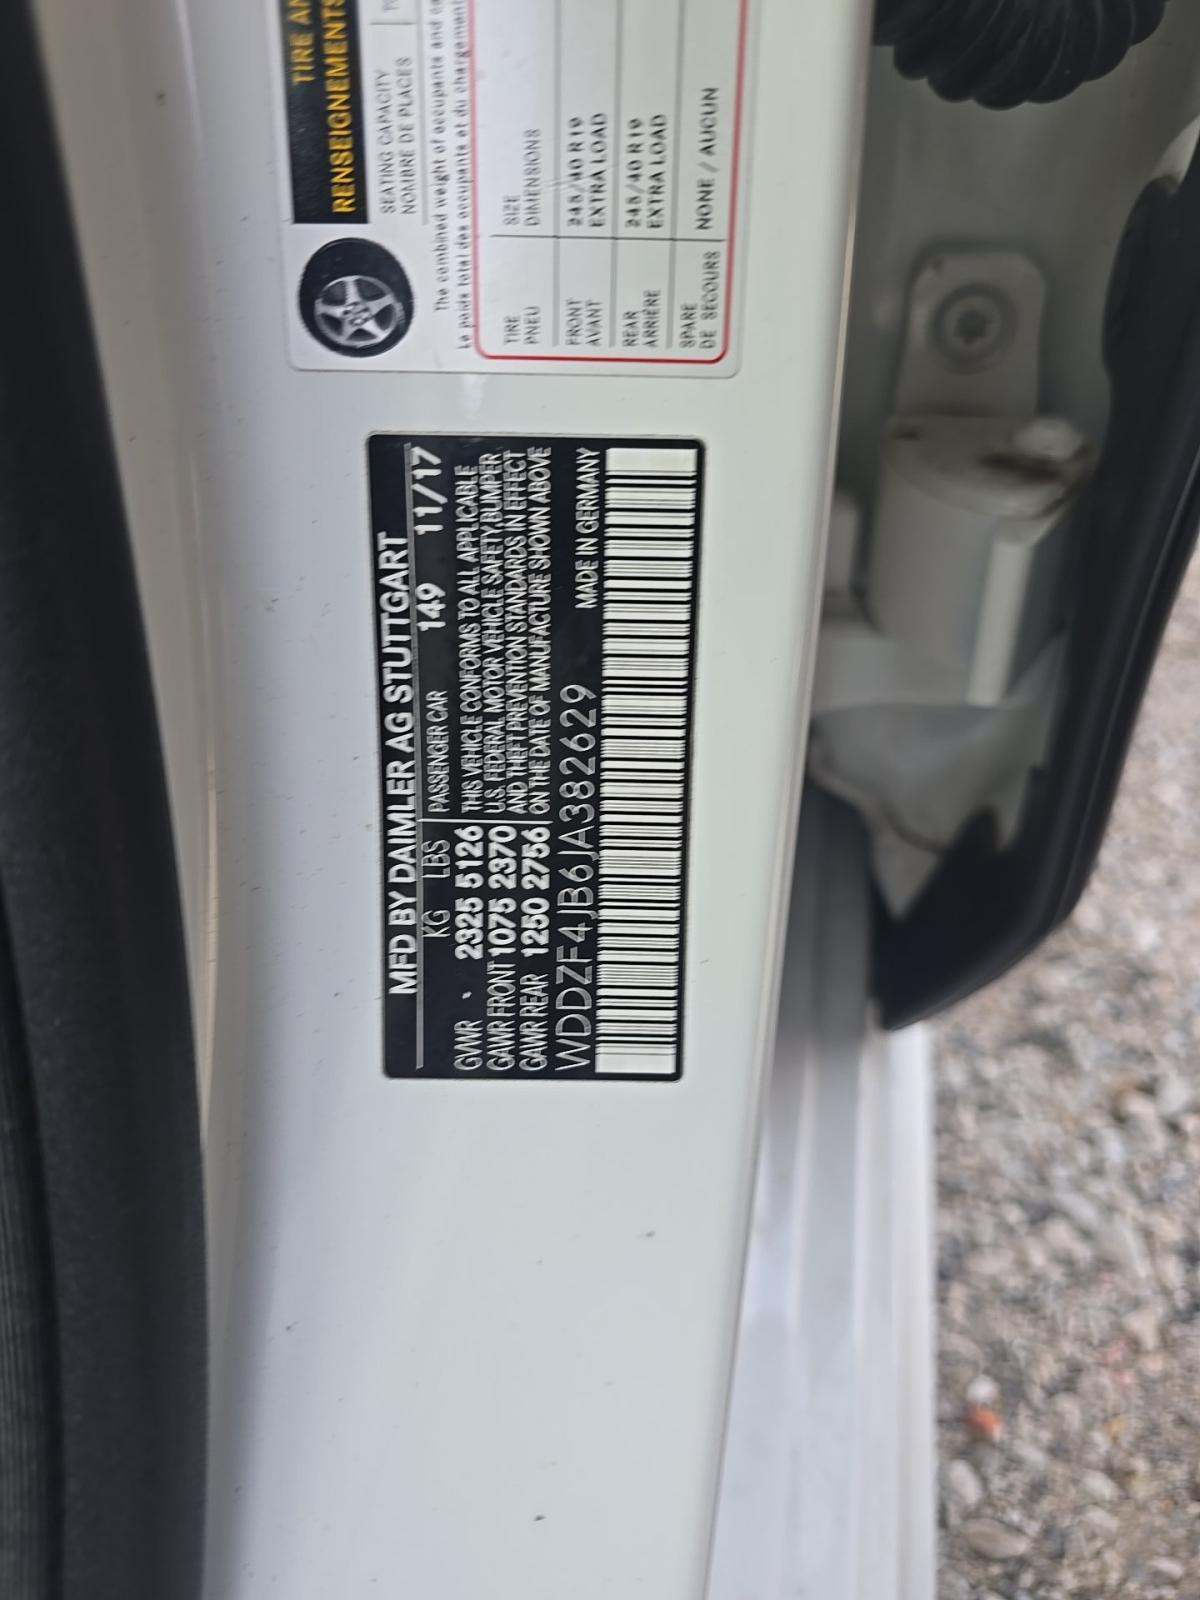 TIRE AN
RENSEIGNEMENTS
SEATING CAPACITY
NOMBRE DE PLACES
The combined weight of occupants and
Le poids total des occupants et du chargement
TIRE SIZE
PNEU DIMENSIONS
FRONT 245/40 R19
AVANT EXTRA LOAD
REAR 245/40 R19
ARRIÈRE EXTRA LOAD
SPARE NONE / AUCUN
DE SECOURS
MFD BY DAIMLER AG STUTTGART
KG LBS PASSENGER CAR 149 11/17
GVWR 2325 5126 THIS VEHICLE CONFORMS TO ALL APPLICABLE
GAWR FRONT 1075 2370 U.S. FEDERAL MOTOR VEHICLE SAFETY, BUMPER,
GAWR REAR 1250 2756 AND THEFT PREVENTION STANDARDS IN EFFECT
ON THE DATE OF MANUFACTURE SHOWN ABOVE
WDDZF4JB6JA382629 MADE IN GERMANY